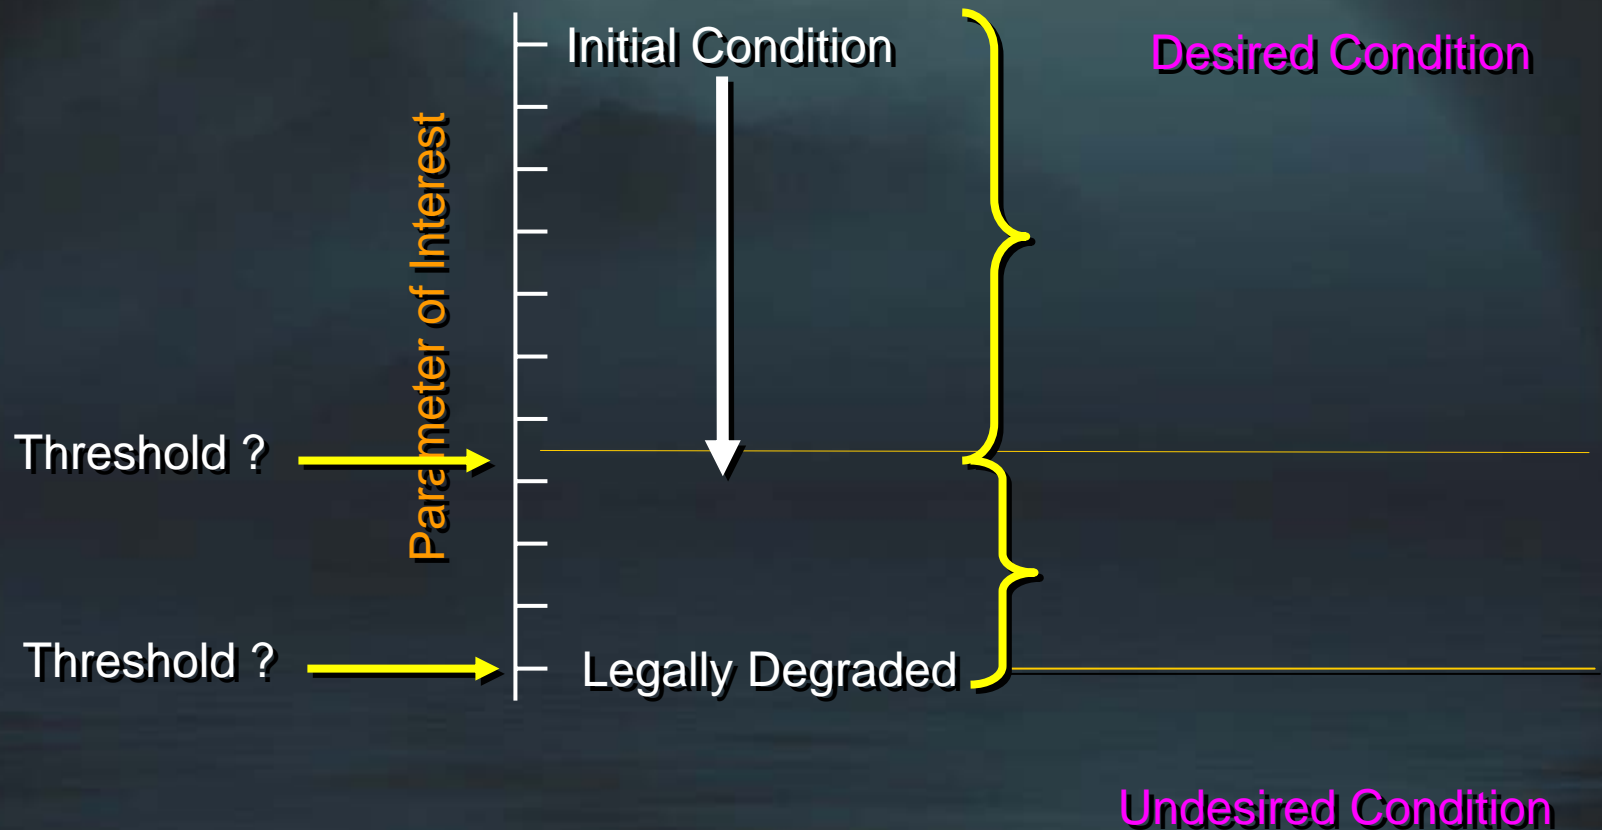 Initial Condition
Desired Condition
Parameter of Interest
Threshold ?
Threshold ?
Legally Degraded
Undesired Condition